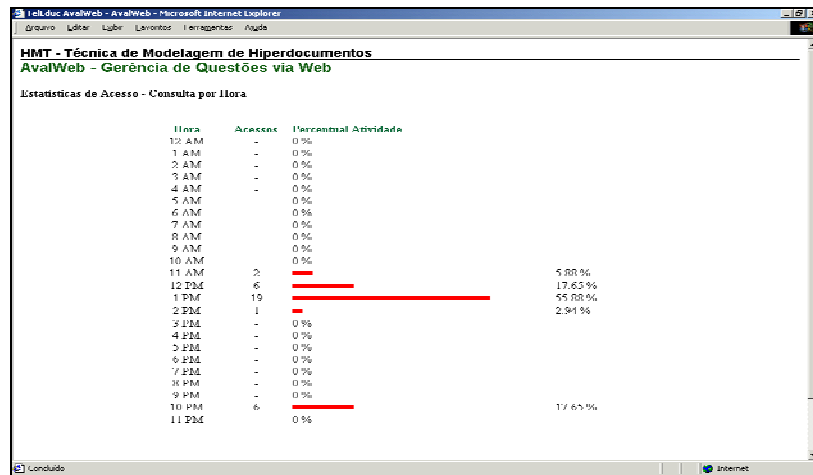 TelEduc AvalWeb - AvalWeb - Microsoft Internet Explorer
Arquivo Editar Exibir Favoritos Ferramentas Ajuda
HMT - Técnica de Modelagem de Hiperdocumentos
AvalWeb - Gerência de Questões via Web
Estatísticas de Acesso - Consulta por Hora
Hora Acessos Percentual Atividade
12 AM - 0 %
1 AM - 0 %
2 AM - 0 %
3 AM - 0 %
4 AM - 0 %
5 AM 0 %
6 AM 0 %
7 AM 0 %
8 AM 0 %
9 AM 0 %
10 AM 0 %
11 AM 2 5.88 %
12 PM 6 17.65 %
1 PM 19 55.88 %
2 PM 1 2.94 %
3 PM - 0 %
4 PM - 0 %
5 PM - 0 %
6 PM - 0 %
7 PM - 0 %
8 PM - 0 %
9 PM - 0 %
10 PM 6 17.65 %
11 PM 0 %
Concluído Internet